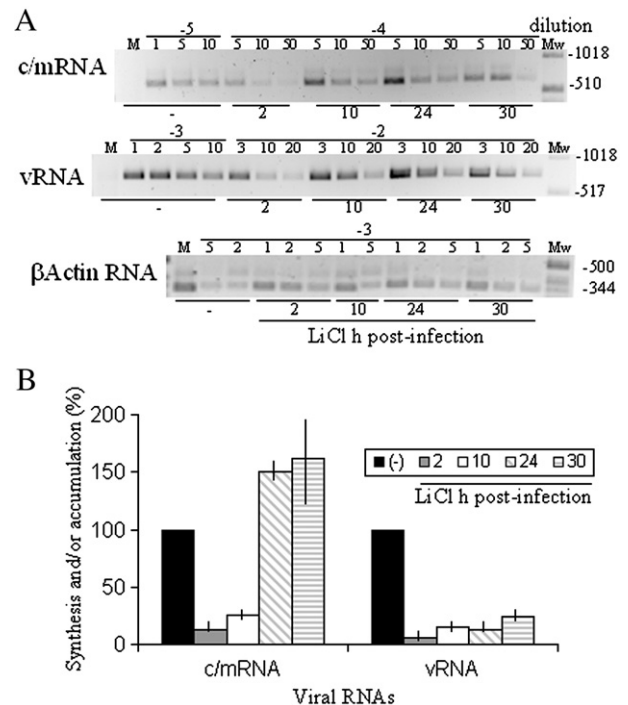 A
-5 -4 dilution
M 1 5 10 5 10 50 5 10 50 5 10 50 5 10 50 Mw
c/mRNA
-1018
-510
- 2 10 24 30
-3 -2
M 1 2 5 10 3 10 20 3 10 20 3 10 20 3 10 20 Mw
vRNA
-1018
-517
- 2 10 24 30
-3
M 5 2 1 2 5 1 5 1 2 5 1 2 5 Mw
βActin RNA
-500
-344
- 2 10 24 30
LiCl h post-infection
B
Synthesis and/or accumulation (%)
200
150
100
50
0
(-) 2 10 24 30
LiCl h post-infection
c/mRNA vRNA
Viral RNAs